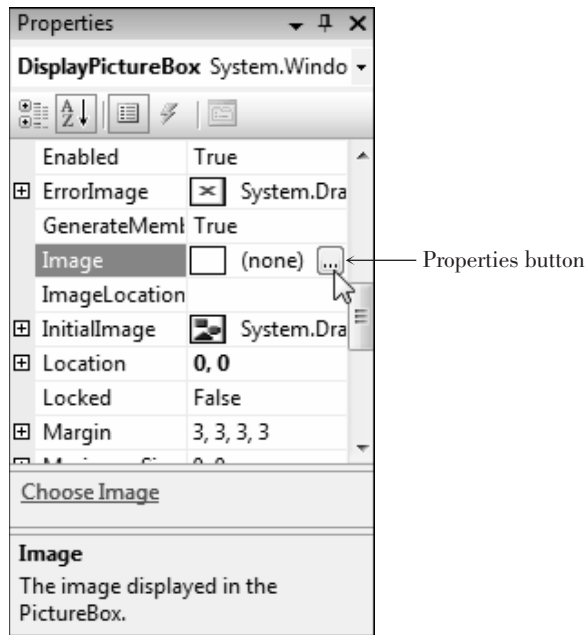 Properties
DisplayPictureBox System.Windo
A
Z
Enabled True
ErrorImage System.Dra
GenerateMemb True
Image (none) ...
Properties button
ImageLocation
InitialImage System.Dra
Location 0, 0
Locked False
Margin 3, 3, 3, 3
Choose Image
Image
The image displayed in the
PictureBox.